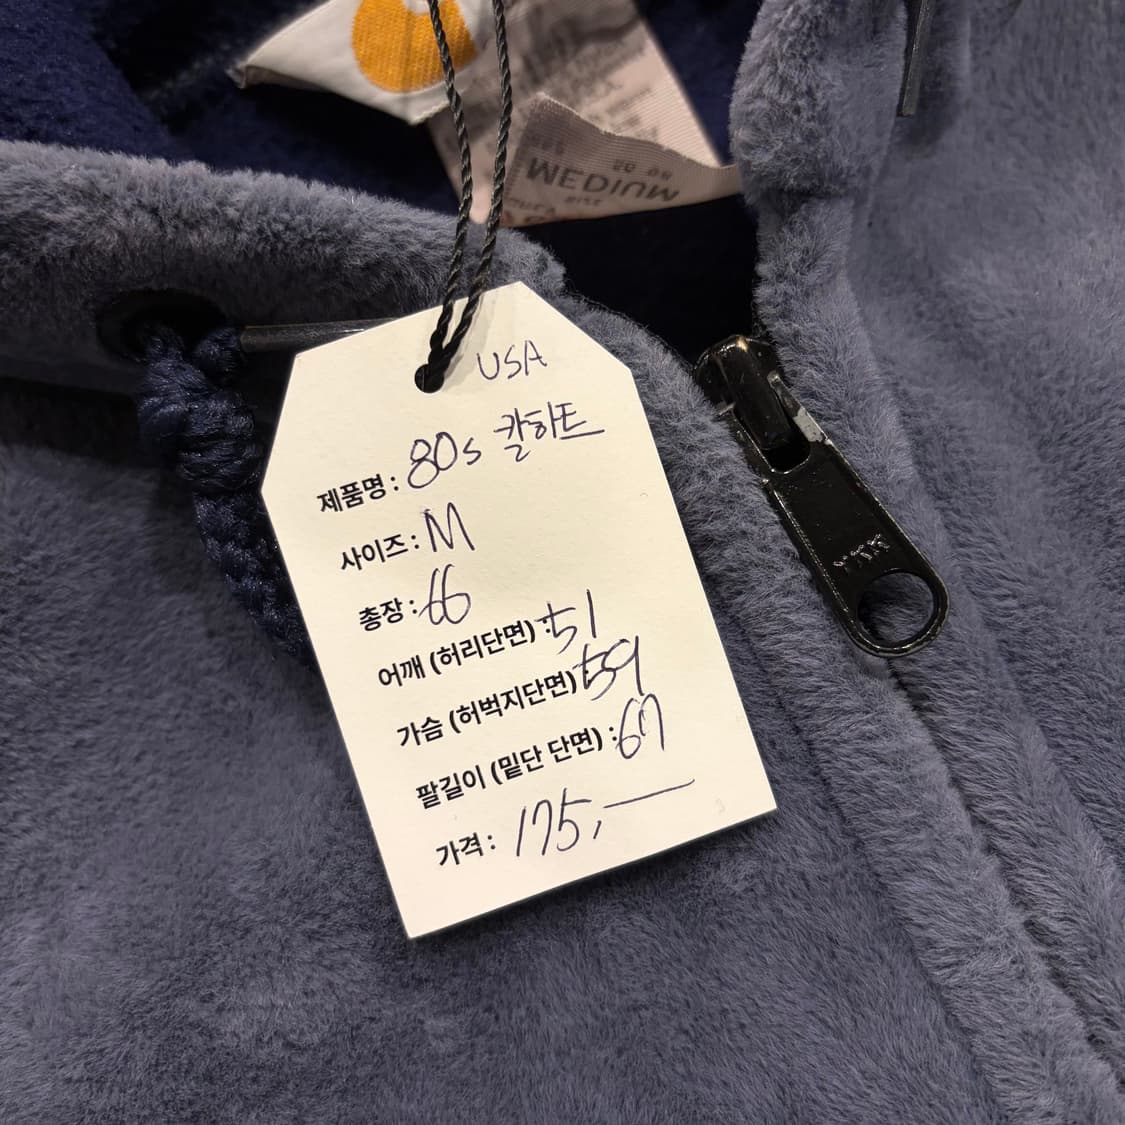 MEDIUM
USA
제품명 : 80s 칼하트
사이즈 : M
총장 : 66
어깨 (허리단면) : 51
가슴 (허벅지단면) : 59
팔길이 (밑단 단면) : 67
가격 : 175,—
YKK